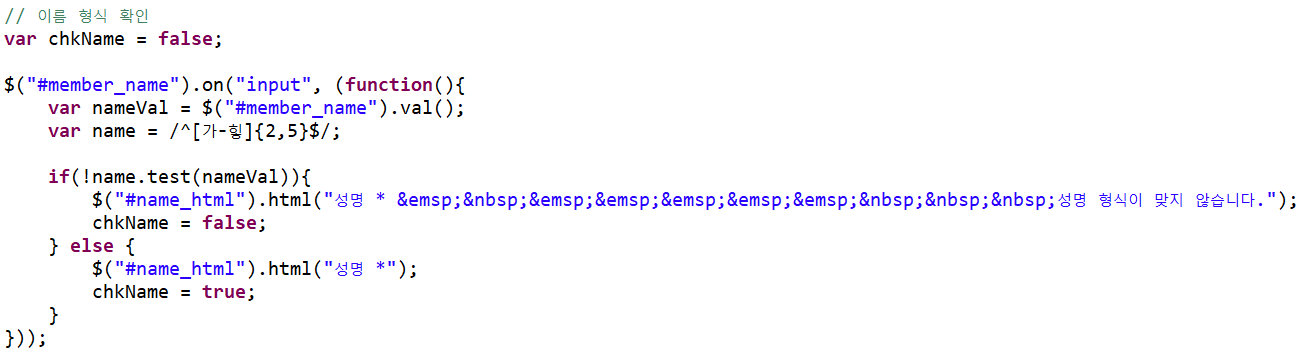 // 이름 형식 확인
var chkName = false;
$("#member_name").on("input", (function(){
var nameVal = $("#member_name").val();
var name = /^[가-힣]{2,5}$/;
if(!name.test(nameVal)){
$("#name_html").html("성명 * &emsp;&nbsp;&emsp;&emsp;&emsp;&emsp;&emsp;&nbsp;&nbsp;&nbsp;성명 형식이 맞지 않습니다.");
chkName = false;
} else {
$("#name_html").html("성명 *");
chkName = true;
}
}));